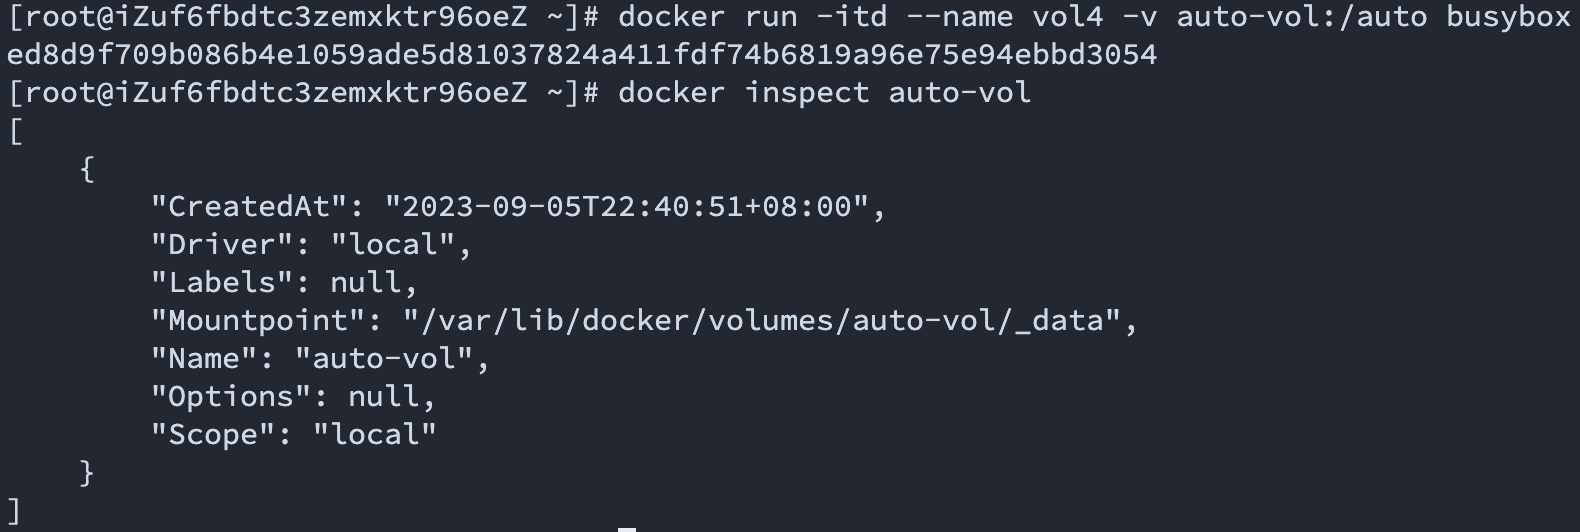 [root@iZuf6fbdtc3zemxktr96oeZ ~]# docker run -itd --name vol4 -v auto-vol:/auto busybox
ed8d9f709b086b4e1059ade5d81037824a411fdf74b6819a96e75e94ebbd3054
[root@iZuf6fbdtc3zemxktr96oeZ ~]# docker inspect auto-vol
[
    {
        "CreatedAt": "2023-09-05T22:40:51+08:00",
        "Driver": "local",
        "Labels": null,
        "Mountpoint": "/var/lib/docker/volumes/auto-vol/_data",
        "Name": "auto-vol",
        "Options": null,
        "Scope": "local"
    }
]